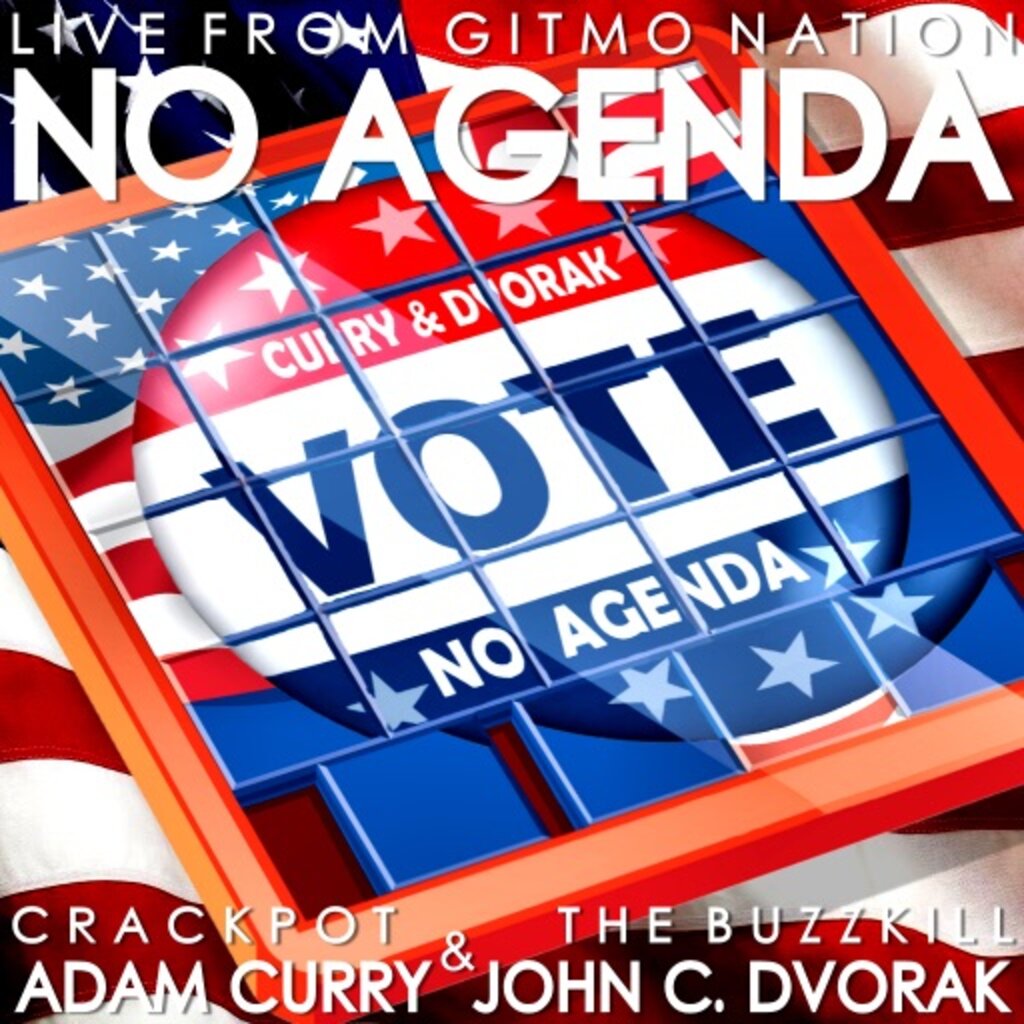 LIVE FROM GITMO NATION
NO AGENDA
CURRY & DVORAK
VOTE
NO AGENDA
CRACKPOT & THE BUZZKILL
ADAM CURRY JOHN C. DVORAK